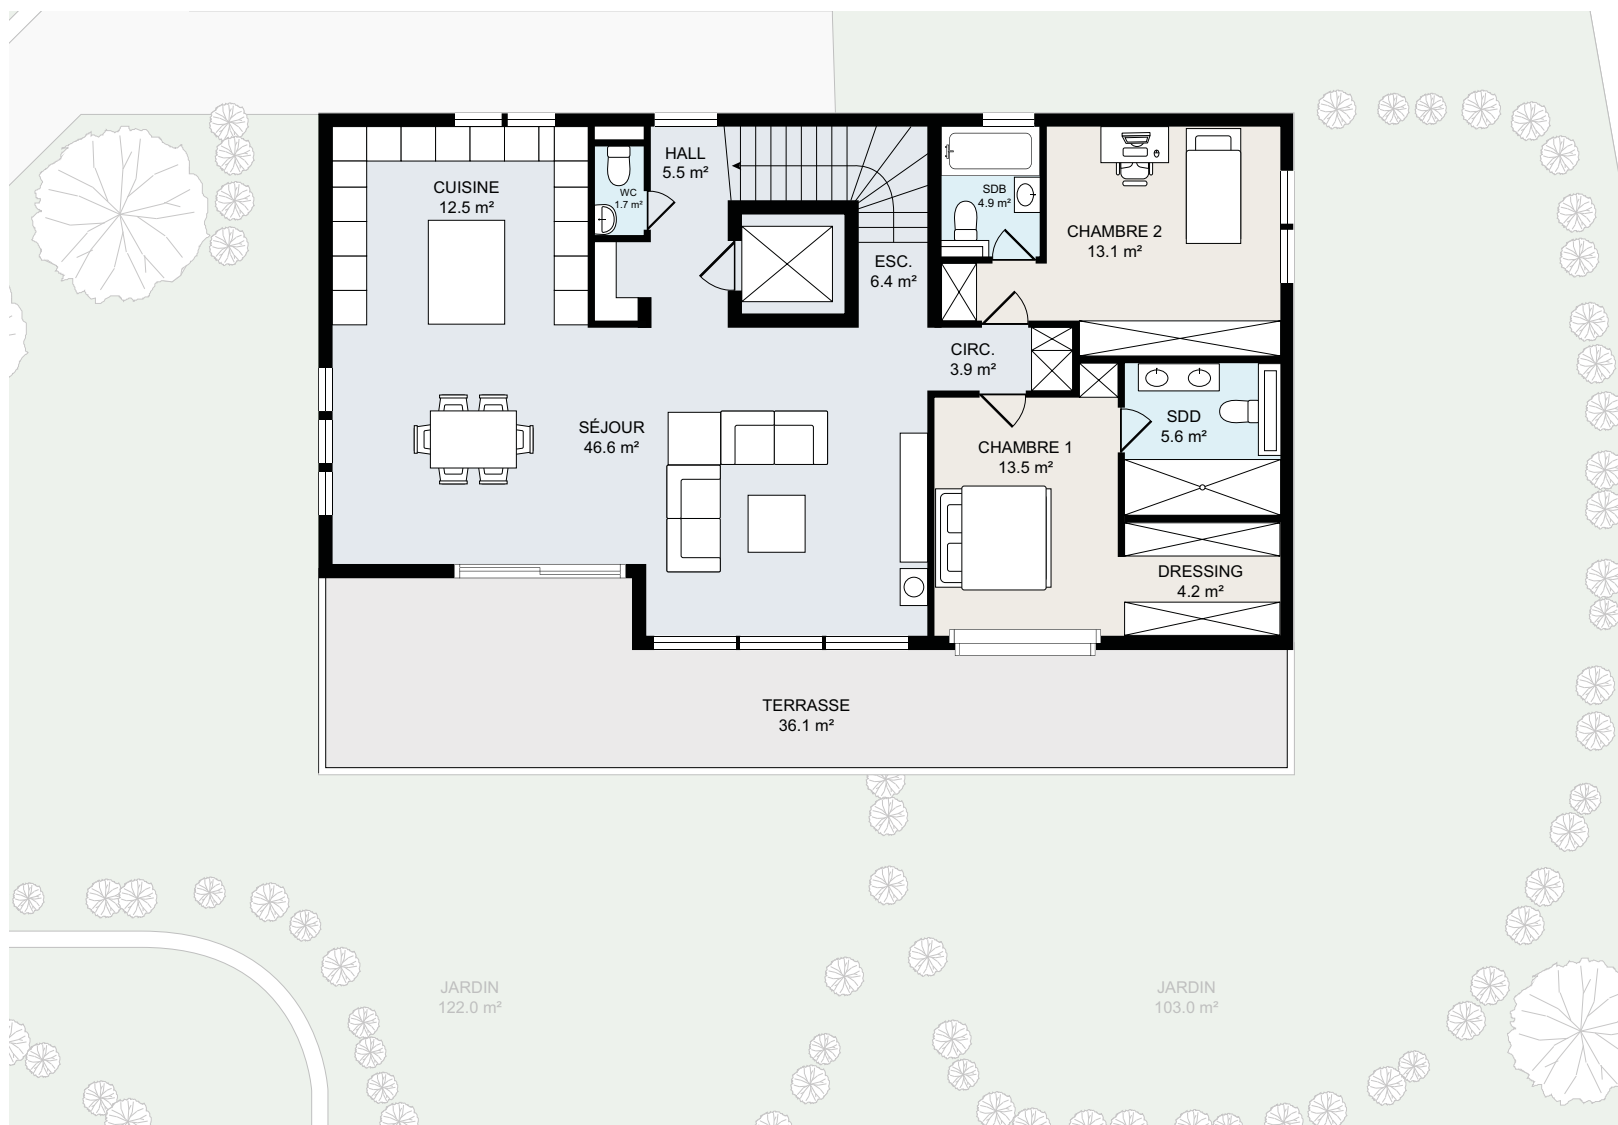 HALL
5.5 m²
CUISINE
12.5 m²
WC
1.7 m²
SDB
4.9 m²
CHAMBRE 2
13.1 m²
ESC.
6.4 m²
CIRC.
3.9 m²
SÉJOUR
46.6 m²
CHAMBRE 1
13.5 m²
SDD
5.6 m²
DRESSING
4.2 m²
TERRASSE
36.1 m²
JARDIN
122.0 m²
JARDIN
103.0 m²